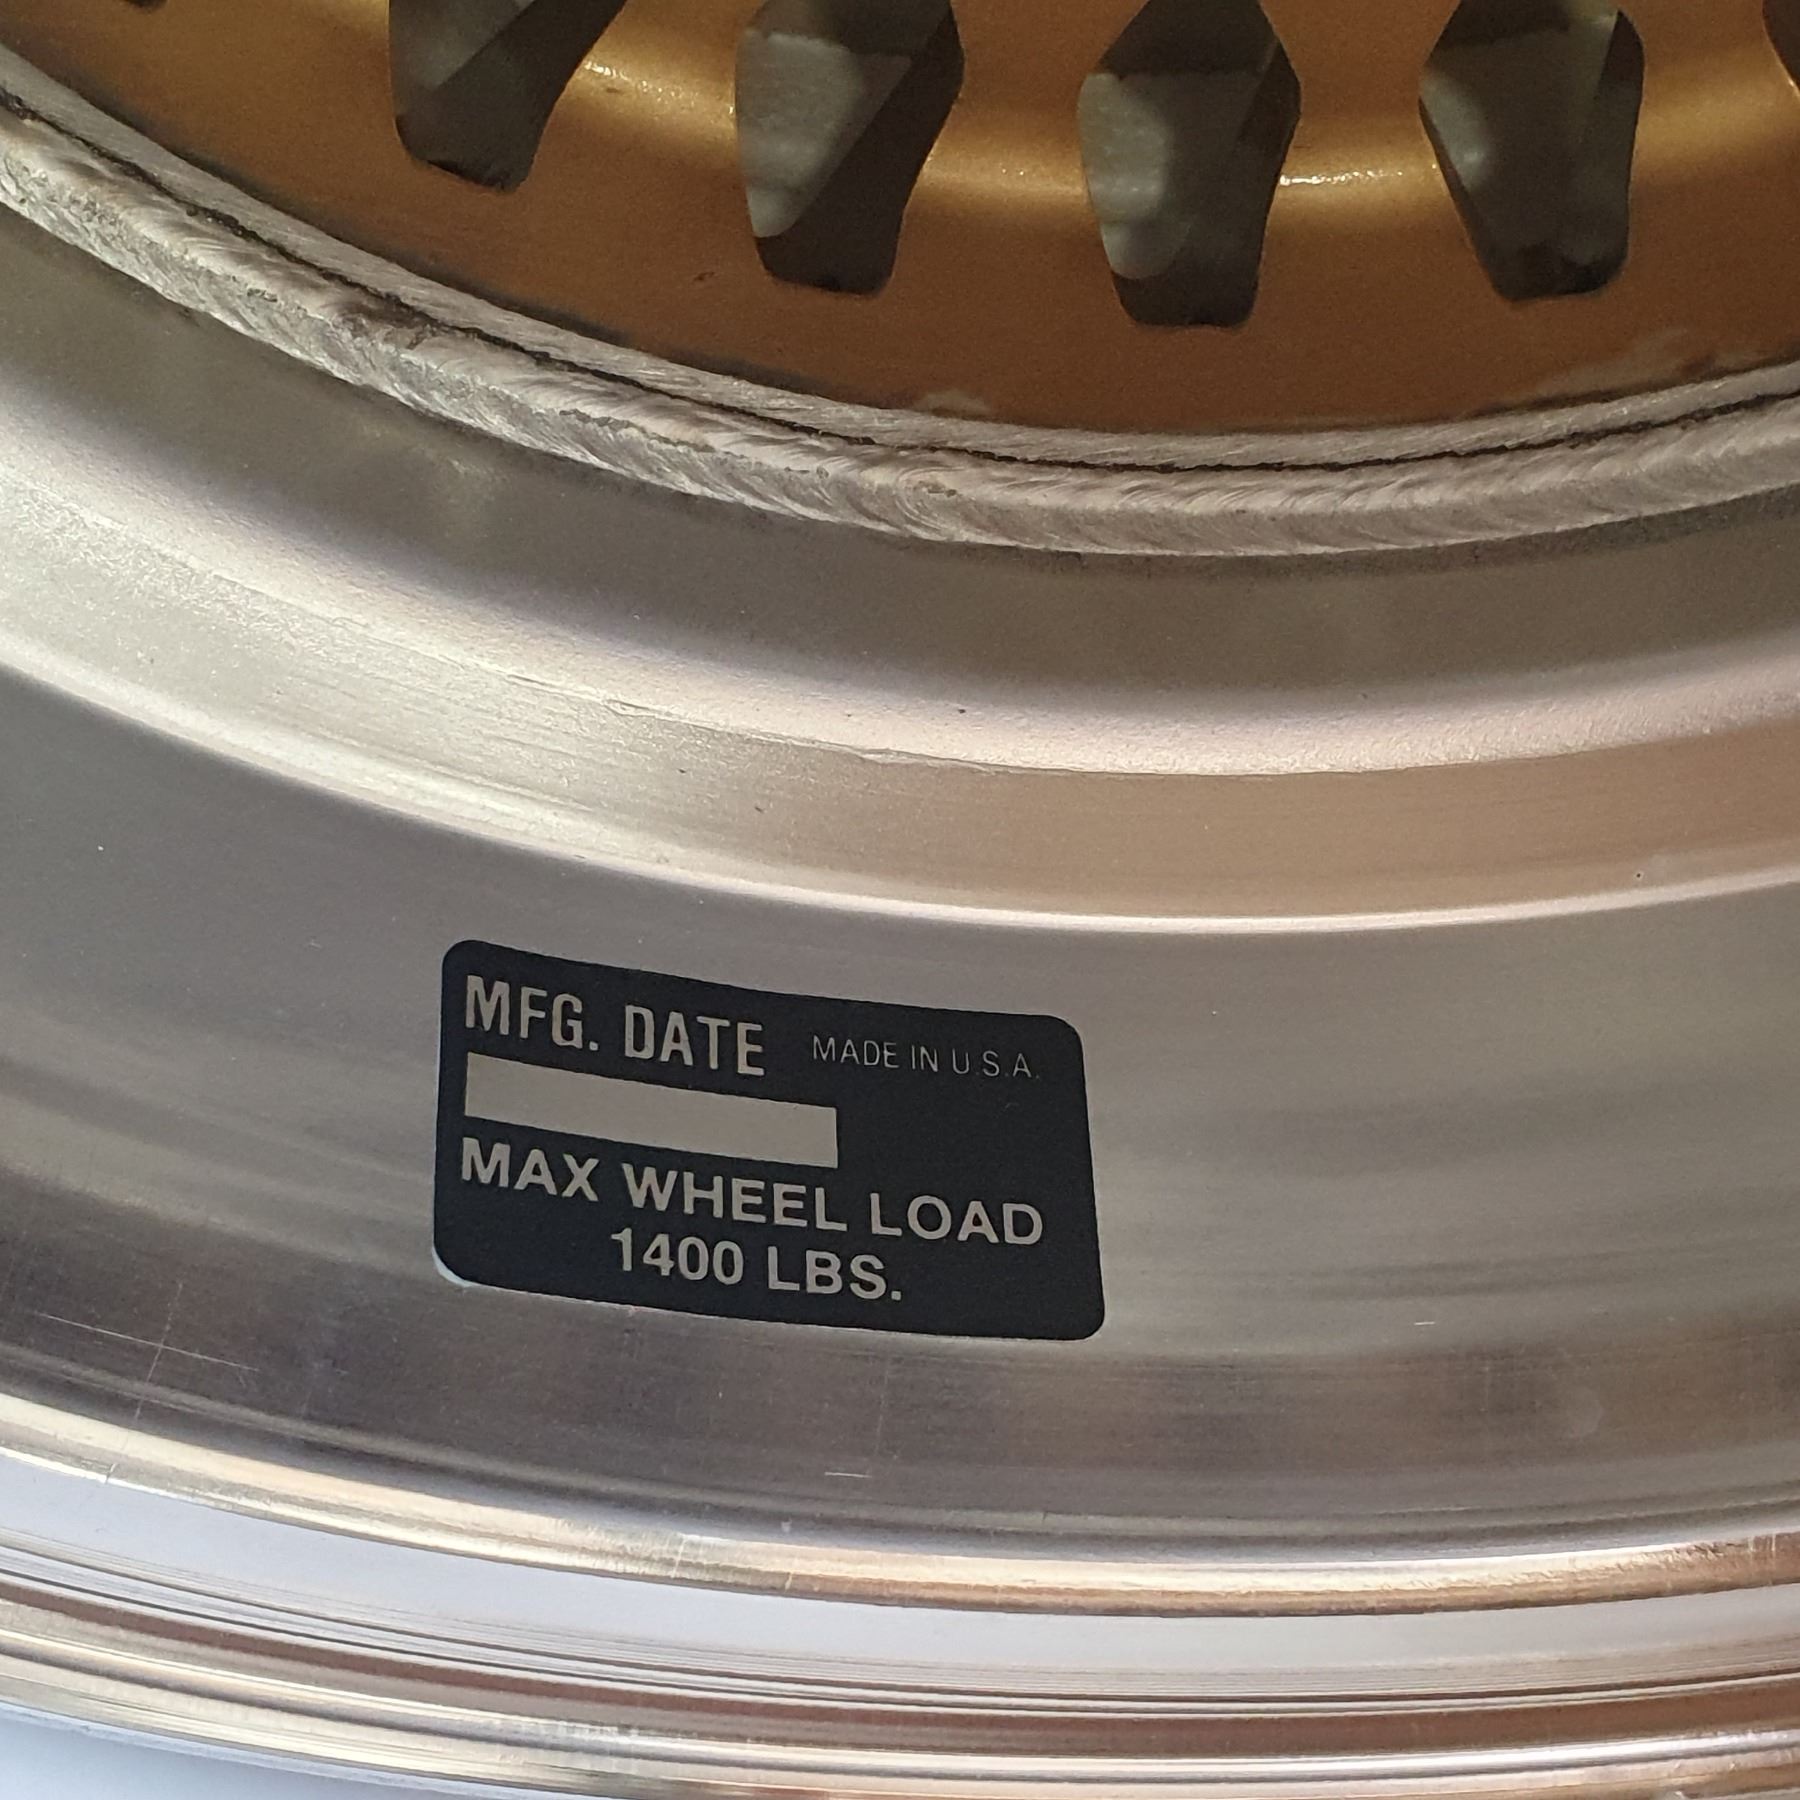 MFG. DATE MADE IN U.S.A.
MAX WHEEL LOAD
1400 LBS.